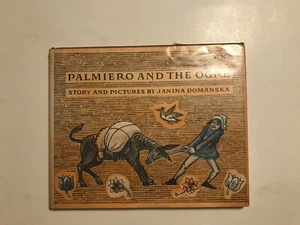 PALMIERO AND THE OGRE
STORY AND PICTURES BY JANINA DOMANSKA